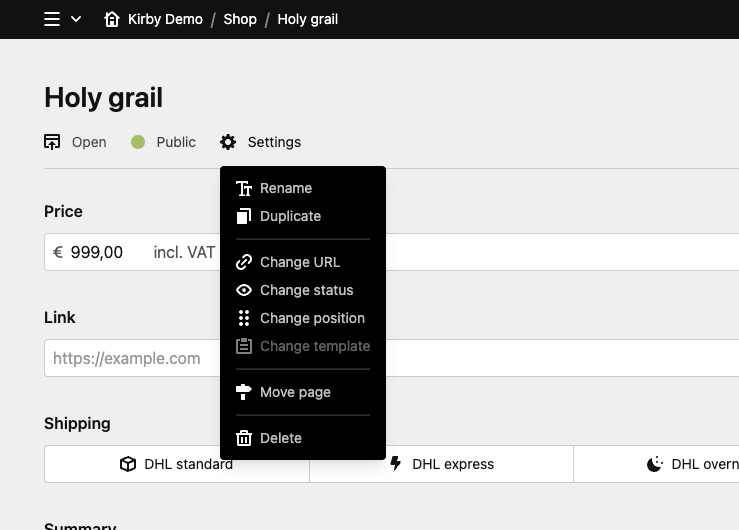 Kirby Demo / Shop / Holy grail
Holy grail
Open Public Settings
Rename
Duplicate
Change URL
Change status
Change position
Change template
Move page
Delete
Price
€ 999,00 incl. VAT
Link
https://example.com
Shipping
DHL standard DHL express DHL overn
Summary